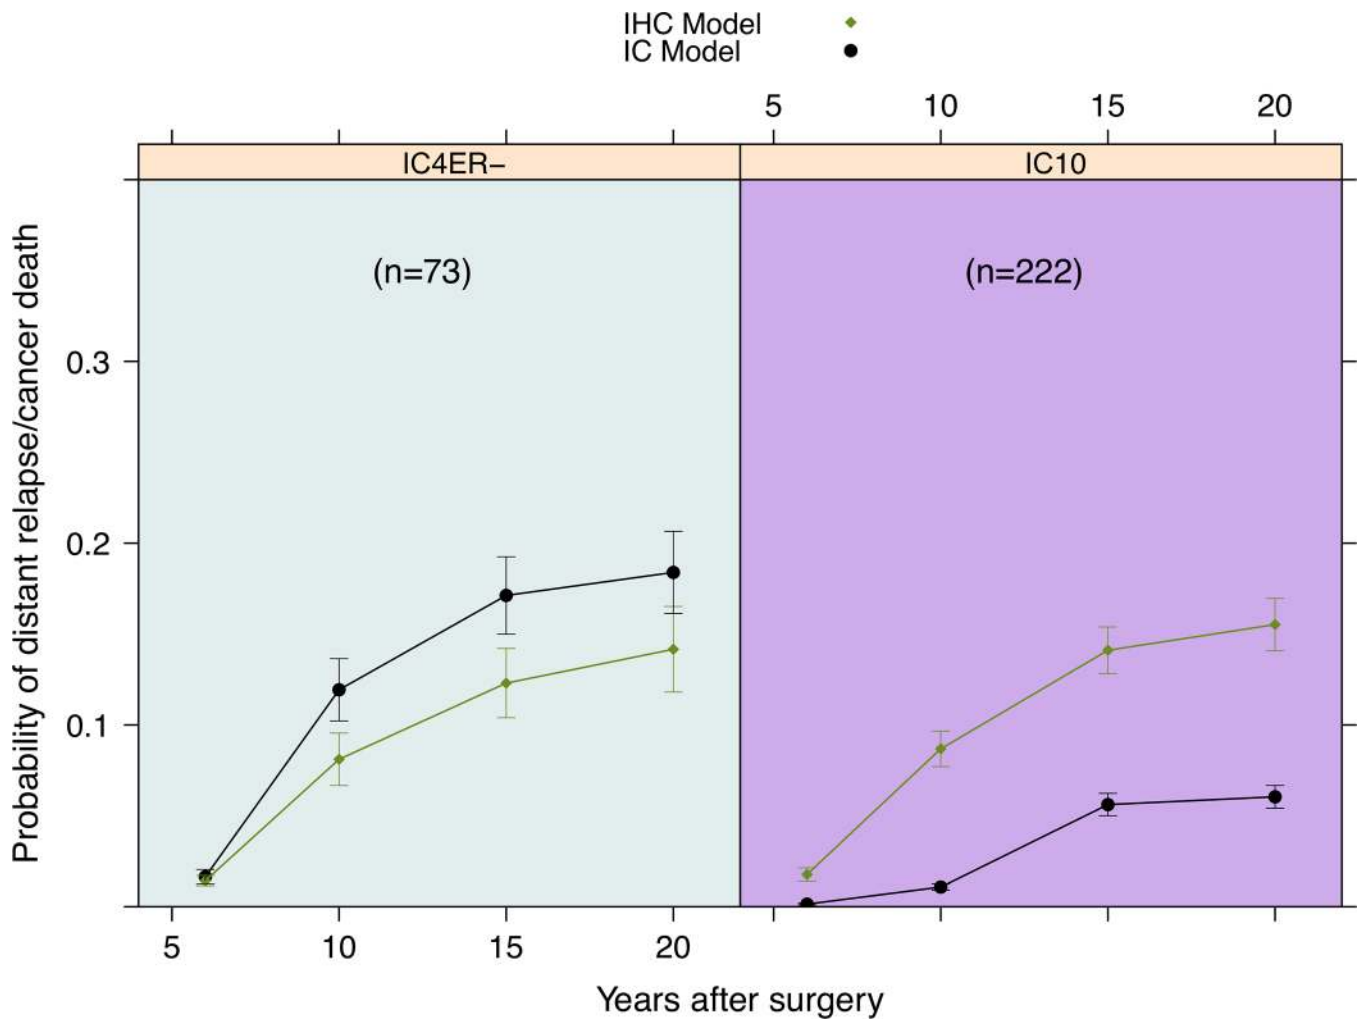 IHC Model
IC Model
5 10 15 20
IC4ER−
IC10
(n=73)
(n=222)
0.3
0.2
0.1
Probability of distant relapse/cancer death
5 10 15 20
Years after surgery